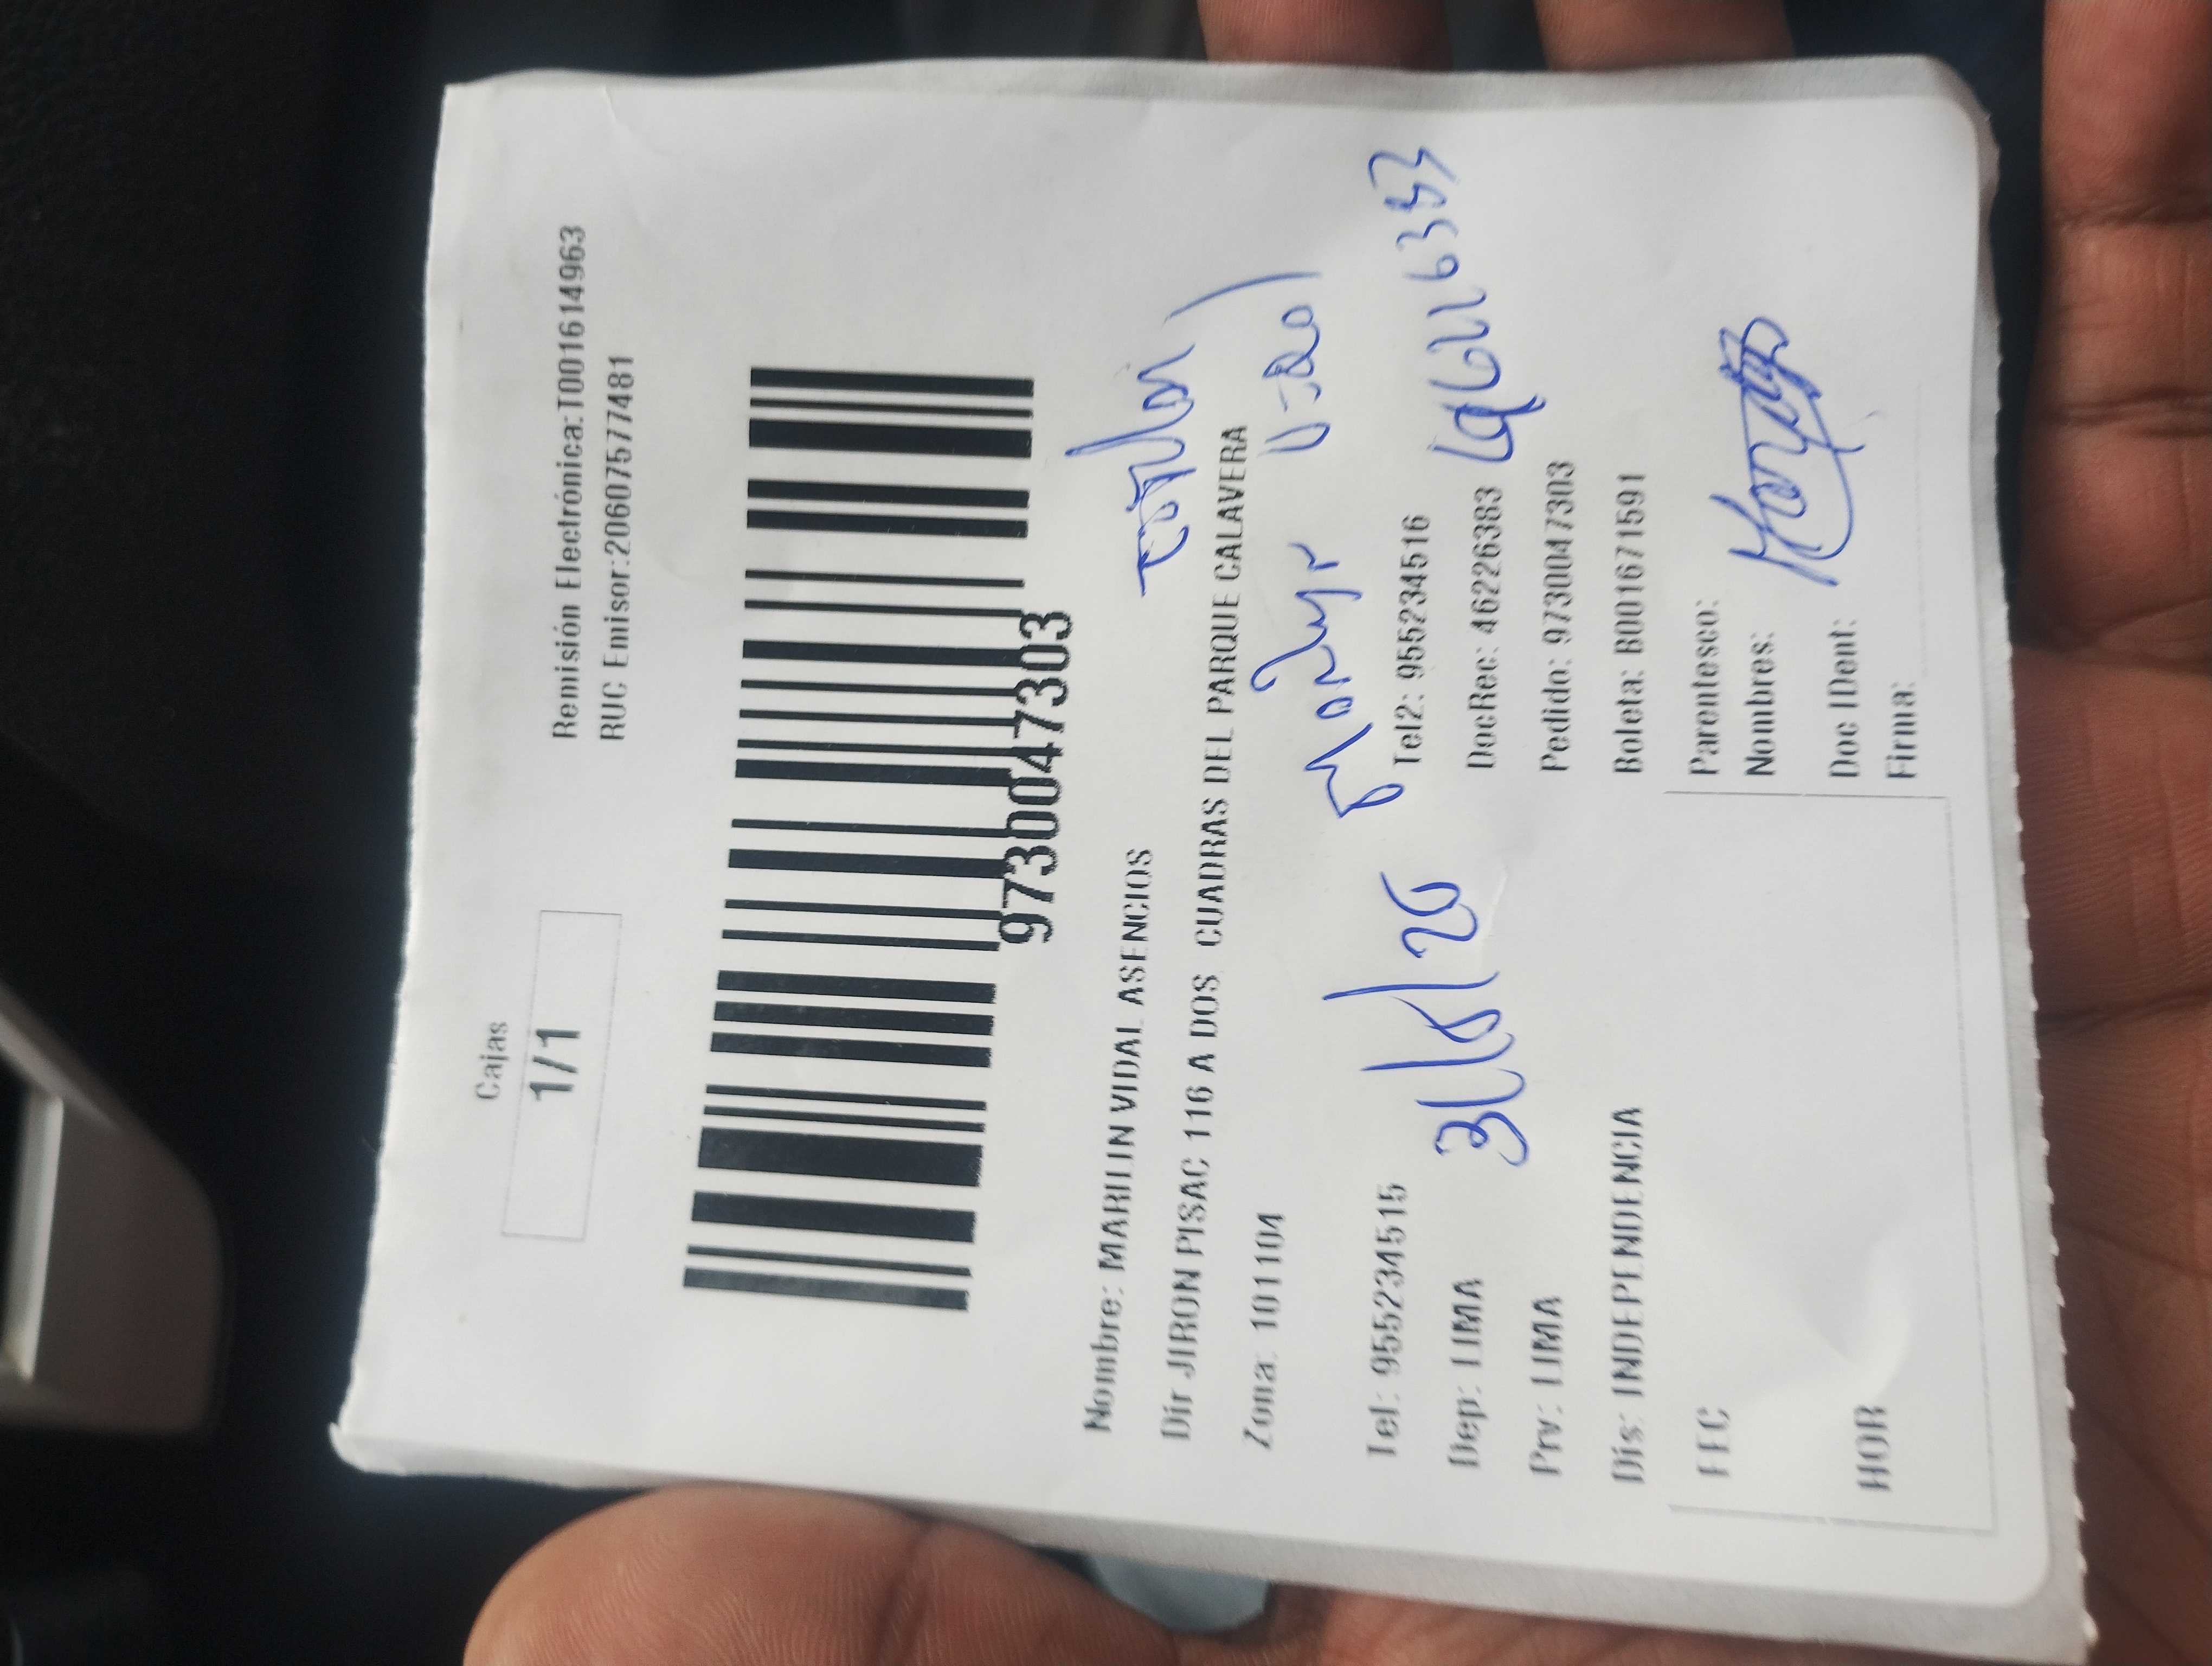 Cajas
1/1
Remisión Electrónica:T001614963
RUC Emisor:20607577481
9730047303
Nombre: MARILIN VIDAL ASENCIOS
Dir JIRON PISAC 116 A DOS CUADRAS DEL PARQUE CALAVERA
Zona: 101104
Tel: 955234515
Tel2: 955234516
Dep: LIMA
DocRec: 46226383
Prv: LIMA
Pedido: 9730047303
Dis: INDEPENDENCIA
Boleta: B001671591
FEC
HOR
Parentesco:
Nombres:
Doc IDent:
Firma: